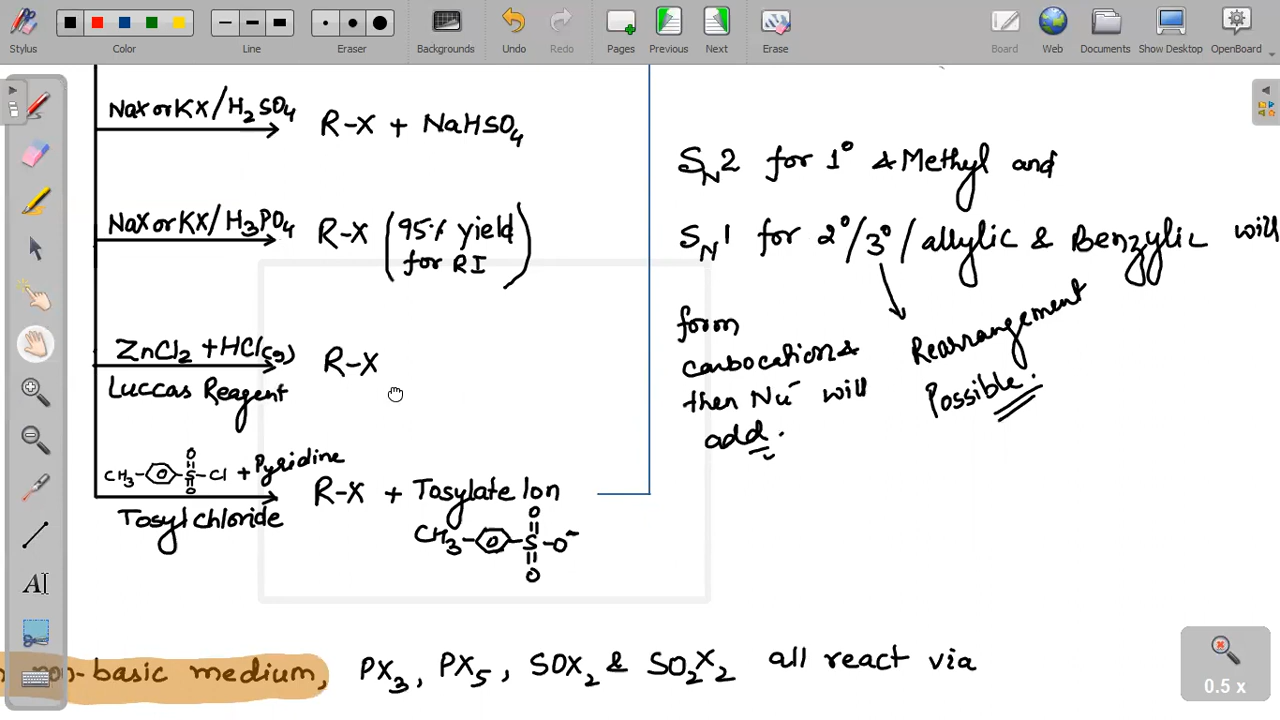 Stylus Color Line Eraser Backgrounds Undo Redo Pages Previous Next Erase Board Web Documents Show Desktop OpenBoard
NaX or KX / H2SO4 R-X + NaHSO4
SN2 for 1° & Methyl and
NaX or KX / H3PO4 R-X (95% yield for RI)
SN1 for 2°/3°/allylic & Benzylic will
form
carbocation &
then Nu- will
add.
Rearrangement
Possible.
ZnCl2 + HCl(g) R-X
Luccas Reagent
CH3 S O O Cl + Pyridine R-X + Tosylate Ion
Tosylchloride
CH3 S O O O-
non-basic medium, PX3, PX5, SOX2 & SO2X2 all react via
0.5 x